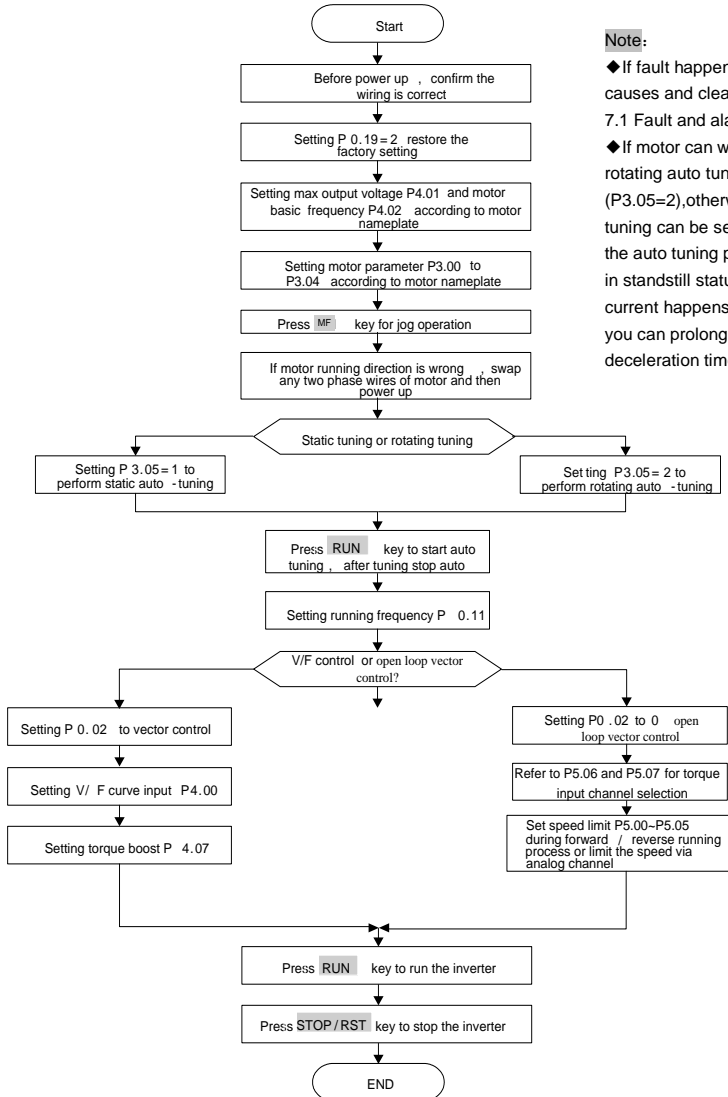 Start
Before power up , confirm the
wiring is correct
Setting P 0.19=2 restore the
factory setting
Setting max output voltage P4.01 and motor
basic frequency P4.02 according to motor
nameplate
Setting motor parameter P3.00 to
P3.04 according to motor nameplate
Press MF key for jog operation
If motor running direction is wrong , swap
any two phase wires of motor and then
power up
Static tuning or rotating tuning
Setting P 3.05=1 to
perform static auto -tuning
Setting P3.05=2 to
perform rotating auto -tuning
Press RUN key to start auto
tuning , after tuning stop auto
Setting running frequency P 0.11
V/F control or open loop vector
control?
Setting P 0.02 to vector control
Setting V/ F curve input P4.00
Setting torque boost P 4.07
Setting P0 .02 to 0 open
loop vector control
Refer to P5.06 and P5.07 for torque
input channel selection
Set speed limit P5.00~P5.05
during forward / reverse running
process or limit the speed via
analog channel
Press RUN key to run the inverter
Press STOP/RST key to stop the inverter
END
Note:
◆If fault happen
causes and clea
7.1 Fault and ala
◆If motor can w
rotating auto tun
(P3.05=2),otherw
tuning can be se
the auto tuning p
in standstill statu
current happens
you can prolong
deceleration tim